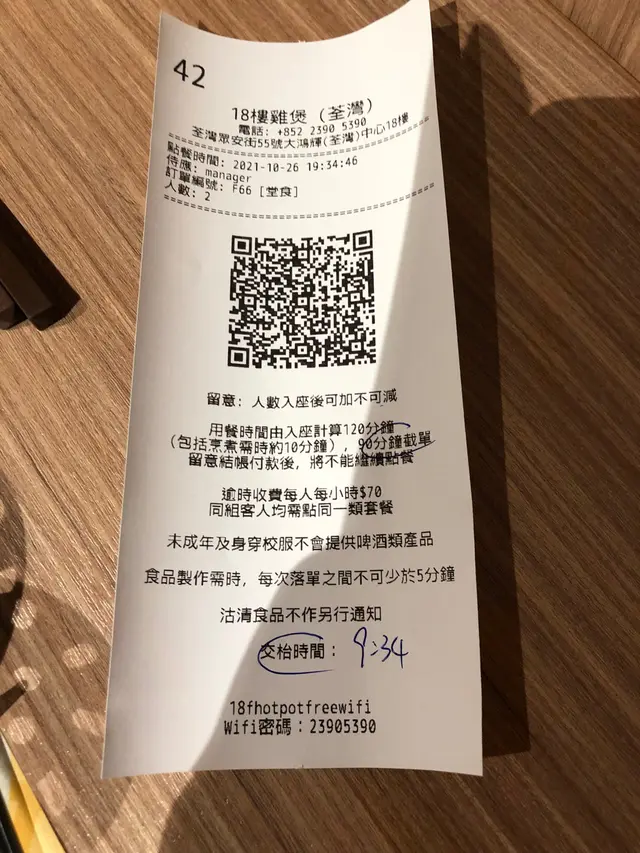 42
18樓雞煲 (荃灣)
電話: +852 2390 5390
荃灣眾安街55號大鴻輝(荃灣)中心18樓
點餐時間: 2021-10-26 19:34:46
侍應: manager
訂單編號: F66 [堂食]
人數: 2
留意: 人數入座後可加不可減
用餐時間由入座計算120分鐘
(包括烹煮需時約10分鐘), 90分鐘截單
留意結帳付款後, 將不能繼續點餐
逾時收費每人每小時$70
同組客人均需點同一類套餐
未成年及身穿校服不會提供啤酒類產品
食品製作需時, 每次落單之間不可少於5分鐘
沽清食品不作另行通知
交枱時間: 9:34
18fhotpotfreewifi
Wifi密碼:23905390